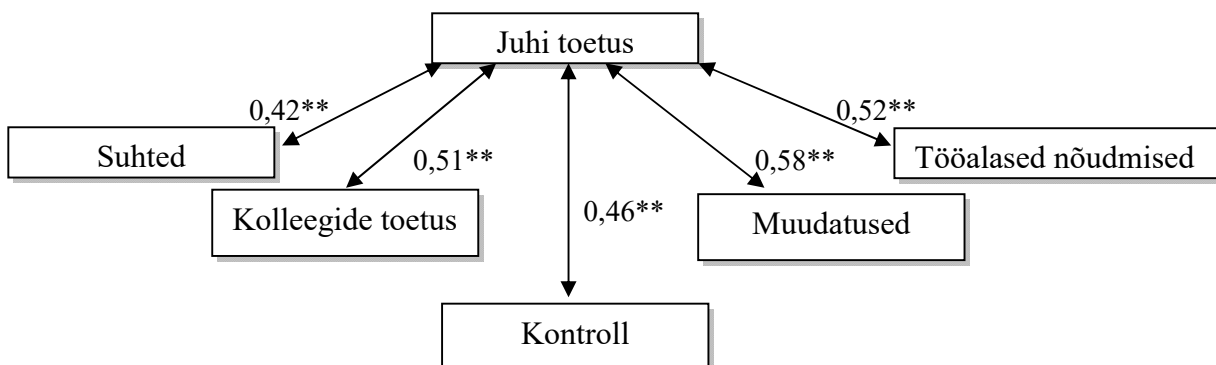 Juhi toetus
0,42**
0,52**
Suhted
0,51**
0,58**
Tööalased nõudmised
Kolleegide toetus
0,46**
Muudatused
Kontroll